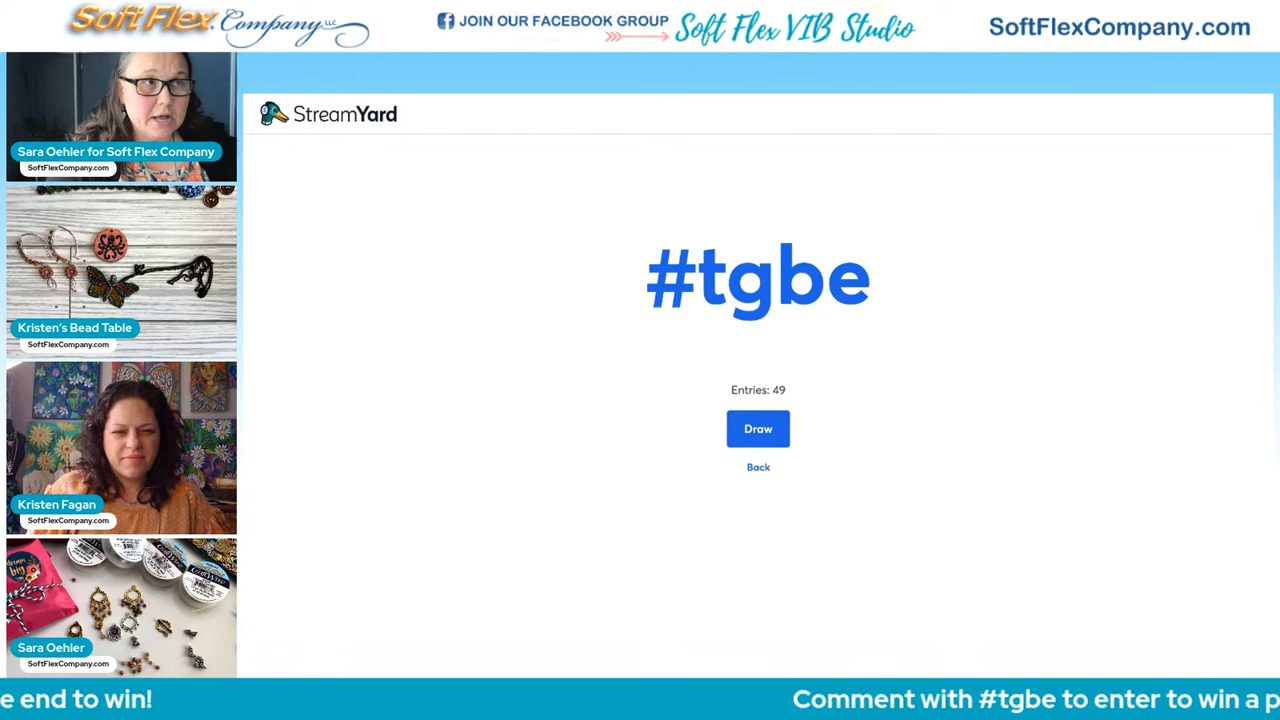 Soft Flex Company LLC
JOIN OUR FACEBOOK GROUP
Soft Flex VIB Studio
SoftFlexCompany.com
Sara Oehler for Soft Flex Company
SoftFlexCompany.com
Kristen's Bead Table
SoftFlexCompany.com
Kristen Fagan
SoftFlexCompany.com
Sara Oehler
SoftFlexCompany.com
StreamYard
#tgbe
Entries: 49
Draw
Back
e end to win!
Comment with #tgbe to enter to win a p